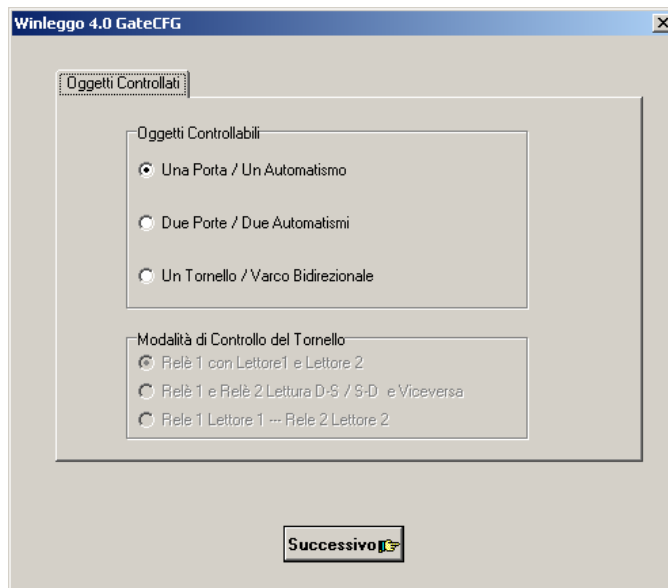 Winleggo 4.0 GateCFG
Oggetti Controllati
Oggetti Controllabili
Una Porta / Un Automatismo
Due Porte / Due Automatismi
Un Tornello / Varco Bidirezionale
Modalità di Controllo del Tornello
Relè 1 con Lettore1 e Lettore 2
Relè 1 e Relè 2 Lettura D-S / S-D e Viceversa
Rele 1 Lettore 1 --- Rele 2 Lettore 2
Successivo